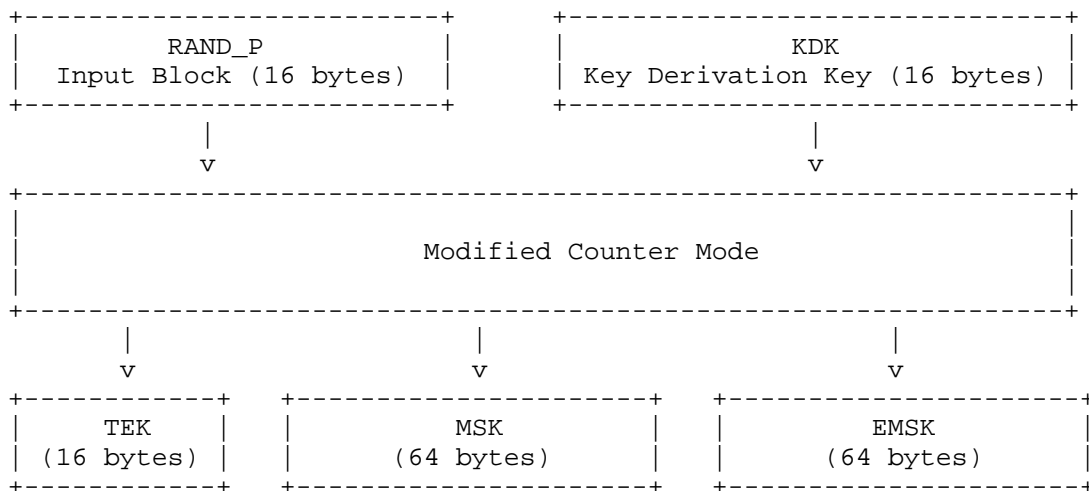 RAND_P KDK
Input Block (16 bytes) Key Derivation Key (16 bytes)
Modified Counter Mode
TEK MSK EMSK
(16 bytes) (64 bytes) (64 bytes)